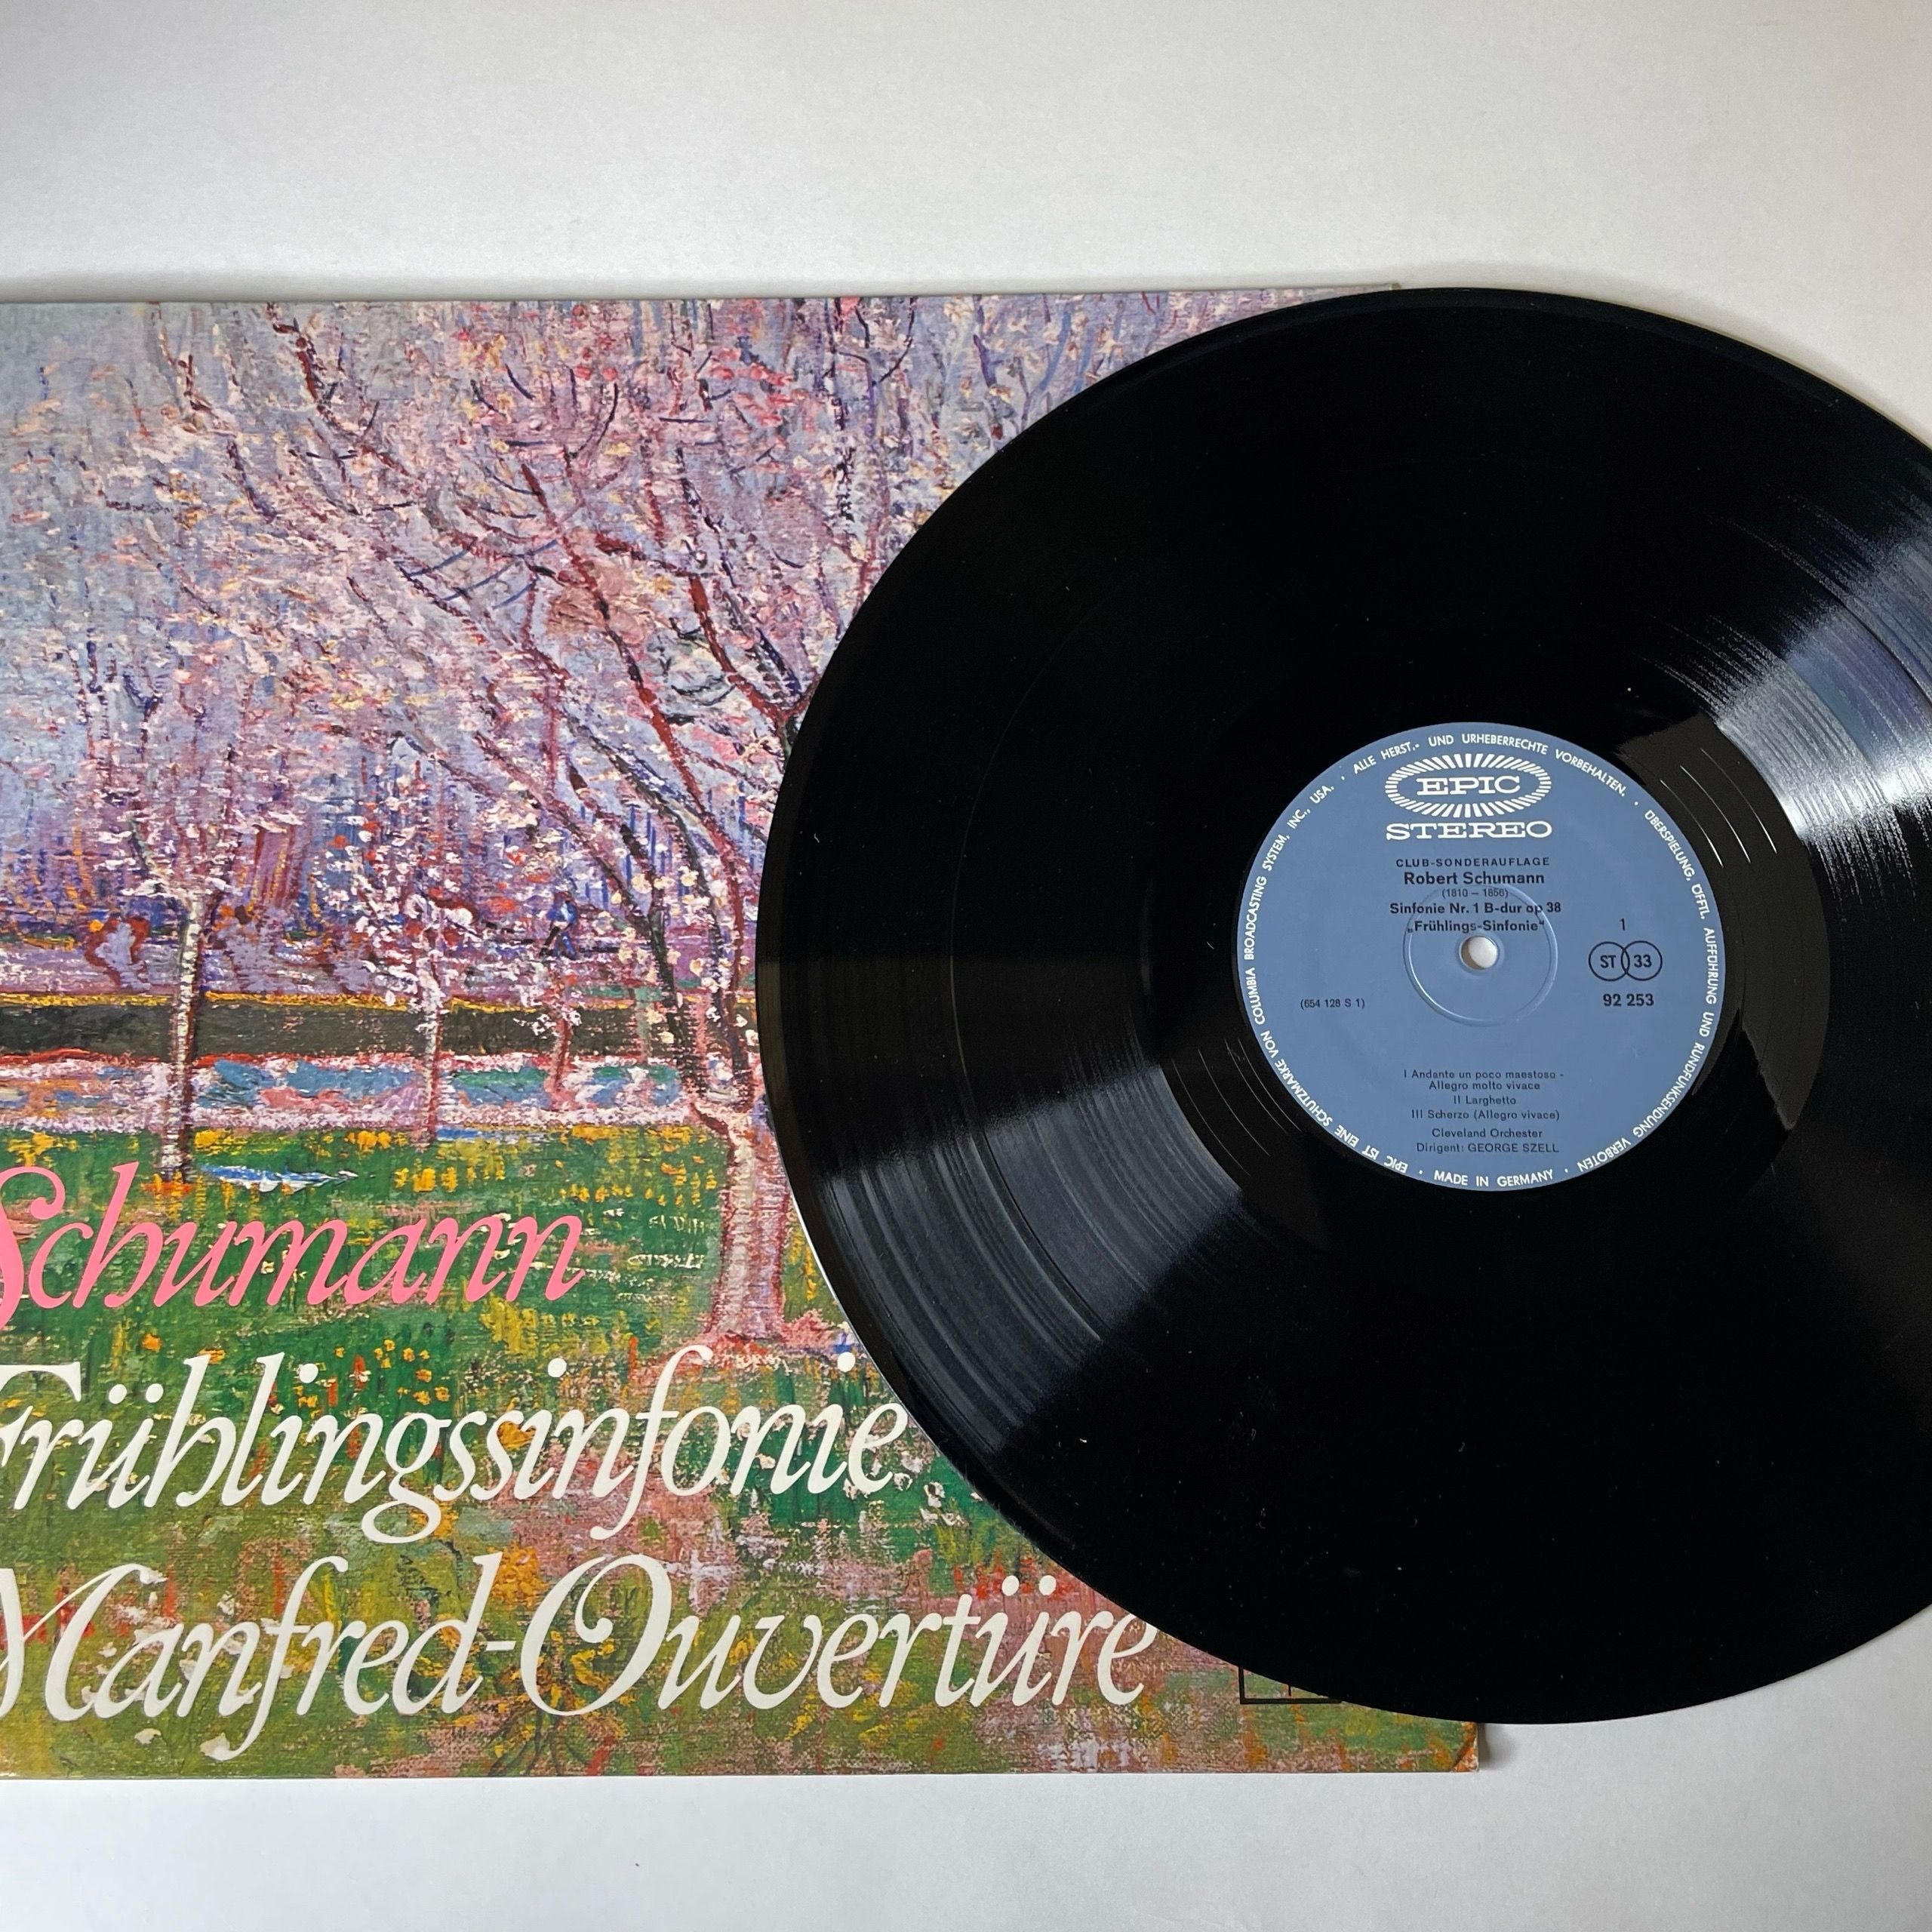 Schumann
Frühlingssinfonie
Manfred-Ouvertüre
EPIC
STEREO
CLUB-SONDERAUFLAGE
Robert Schumann
(1810 – 1856)
Sinfonie Nr. 1 B-dur op 38
„Frühlings-Sinfonie“
1
ST 33
(654 128 S 1)
92 253
I Andante un poco maestoso -
Allegro molto vivace
II Larghetto
III Scherzo (Allegro vivace)
Cleveland Orchester
Dirigent: GEORGE SZELL
EPIC IST EINE SCHUTZMARKE VON COLUMBIA BROADCASTING SYSTEM, INC., USA. • ALLE HERST.- UND URHEBERRECHTE VORBEHALTEN. • ÜBERSPIELUNG, ÖFFTL. AUFFÜHRUNG UND RUNDFUNKSENDUNG VERBOTEN • MADE IN GERMANY •